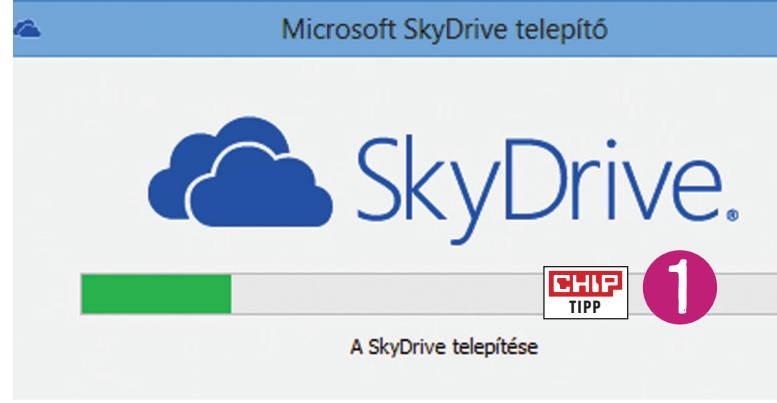 Microsoft SkyDrive telepítő
SkyDrive.®
CHIP
TIPP
1
A SkyDrive telepítése